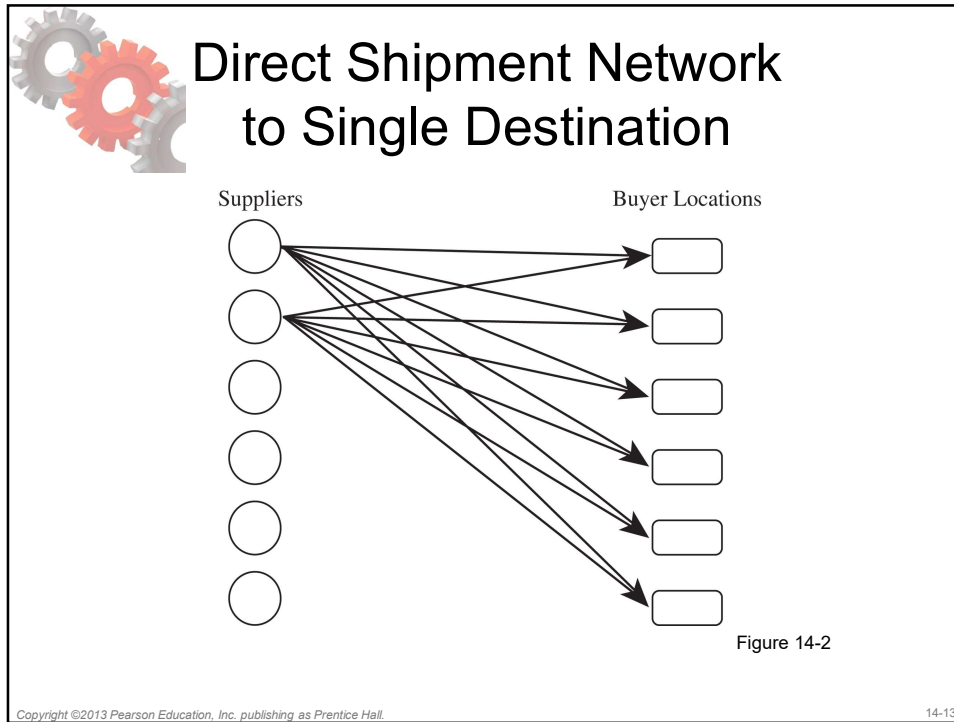 Direct Shipment Network
to Single Destination
Suppliers
Buyer Locations
Figure 14-2
Copyright ©2013 Pearson Education, Inc. publishing as Prentice Hall.
14-13